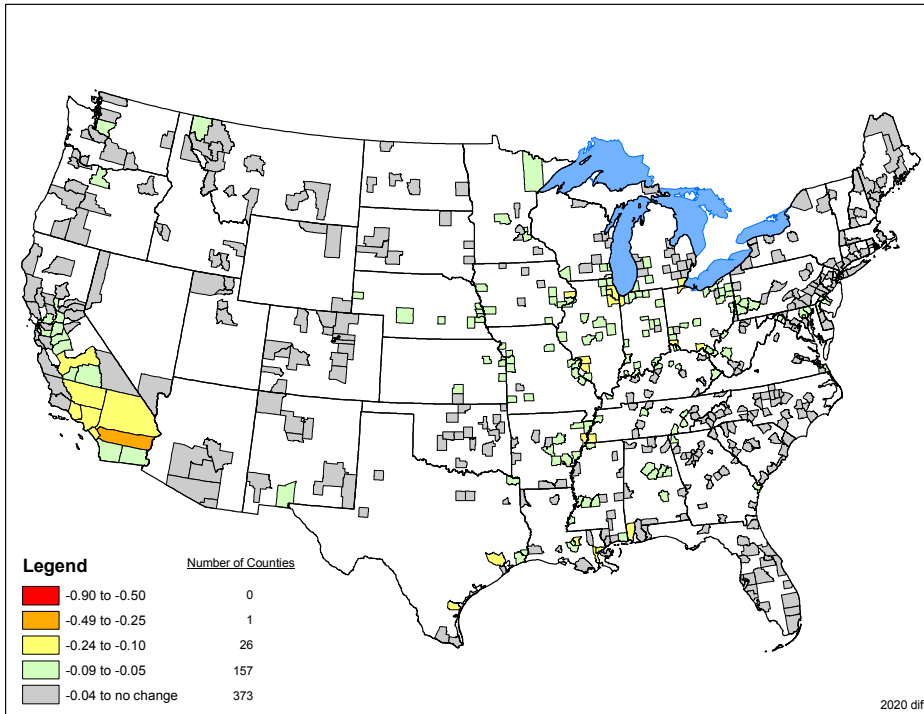 Legend Number of Counties
-0.90 to -0.50 0
-0.49 to -0.25 1
-0.24 to -0.10 26
-0.09 to -0.05 157
-0.04 to no change 373
2020 dif